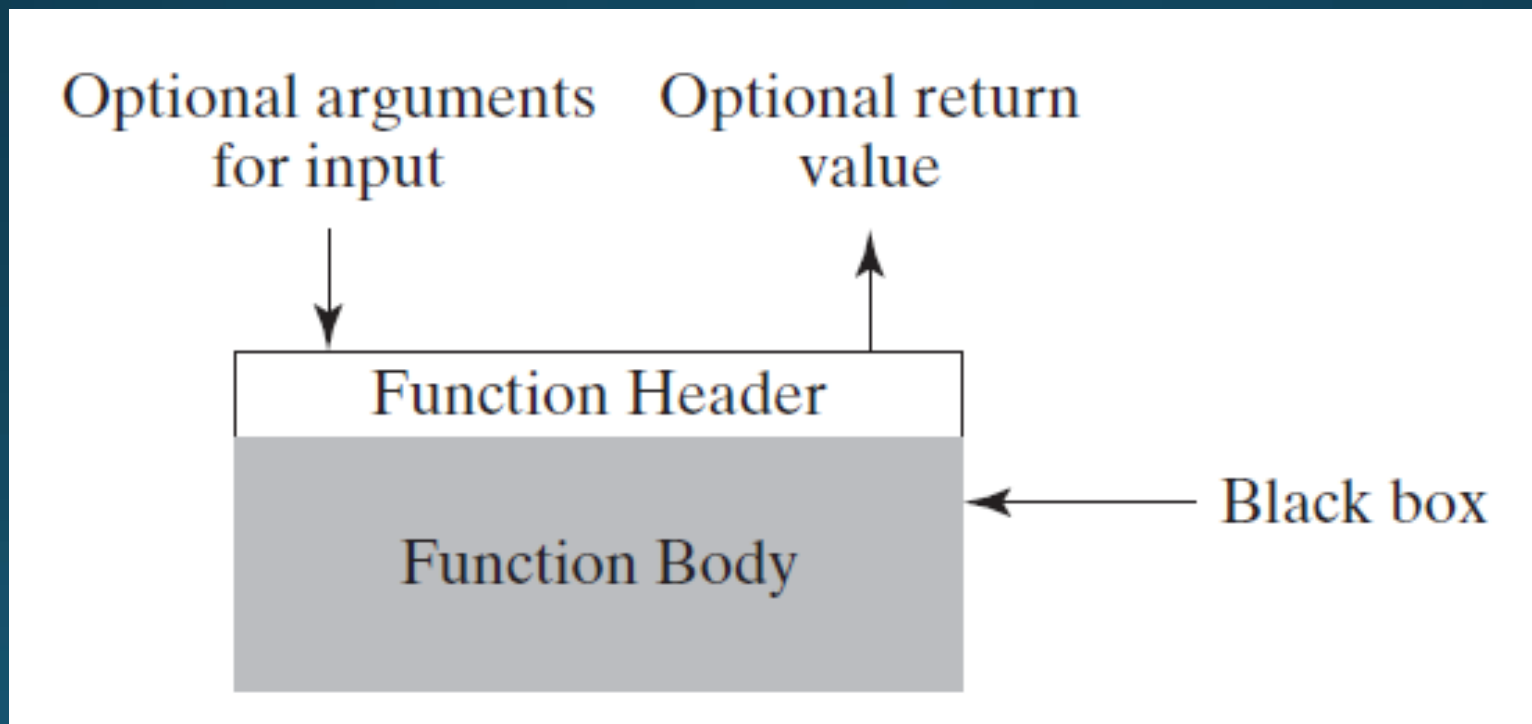 Optional arguments
for input
Optional return
value
Function Header
Function Body
Black box